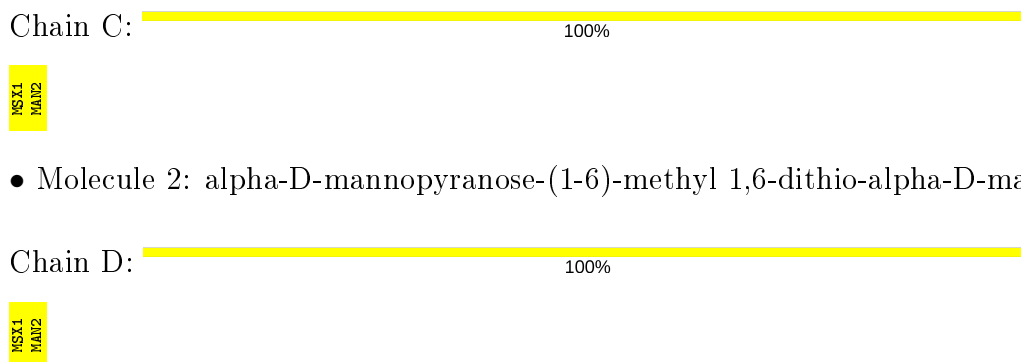 Chain C:
100%
MSX1
MAN2
• Molecule 2: alpha-D-mannopyranose-(1-6)-methyl 1,6-dithio-alpha-D-ma
Chain D:
100%
MSX1
MAN2